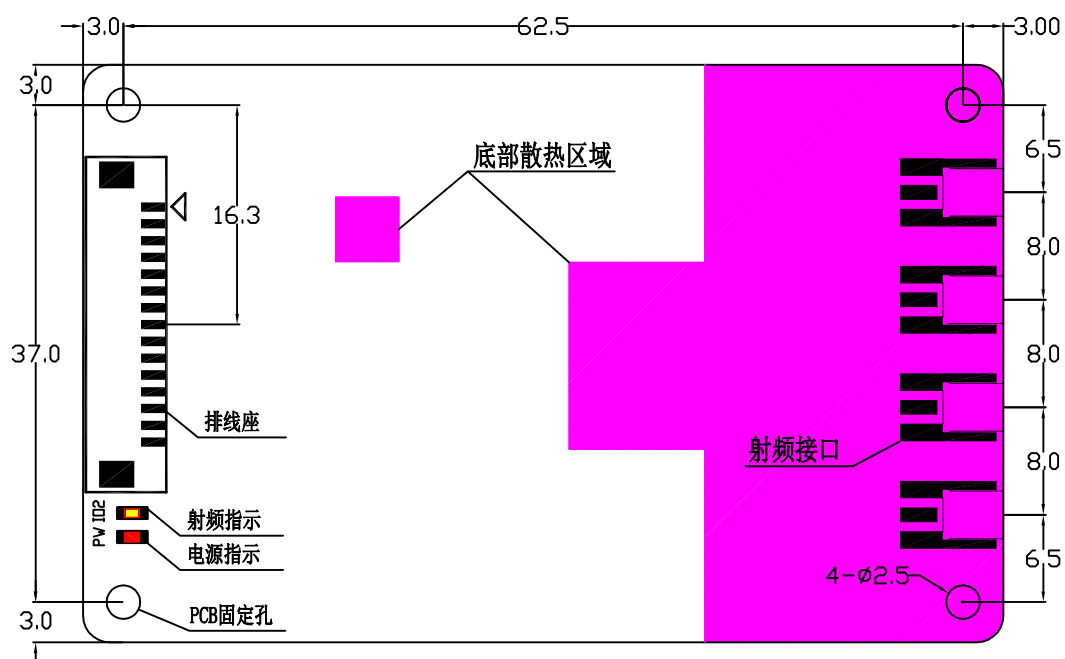 3.0
62.5
3.00
3.0
6.5
底部散热区域
16.3
8.0
37.0
8.0
排线座
射频接口
8.0
IO2
射频指示
PW
电源指示
6.5
4-ø2.5
PCB固定孔
3.0